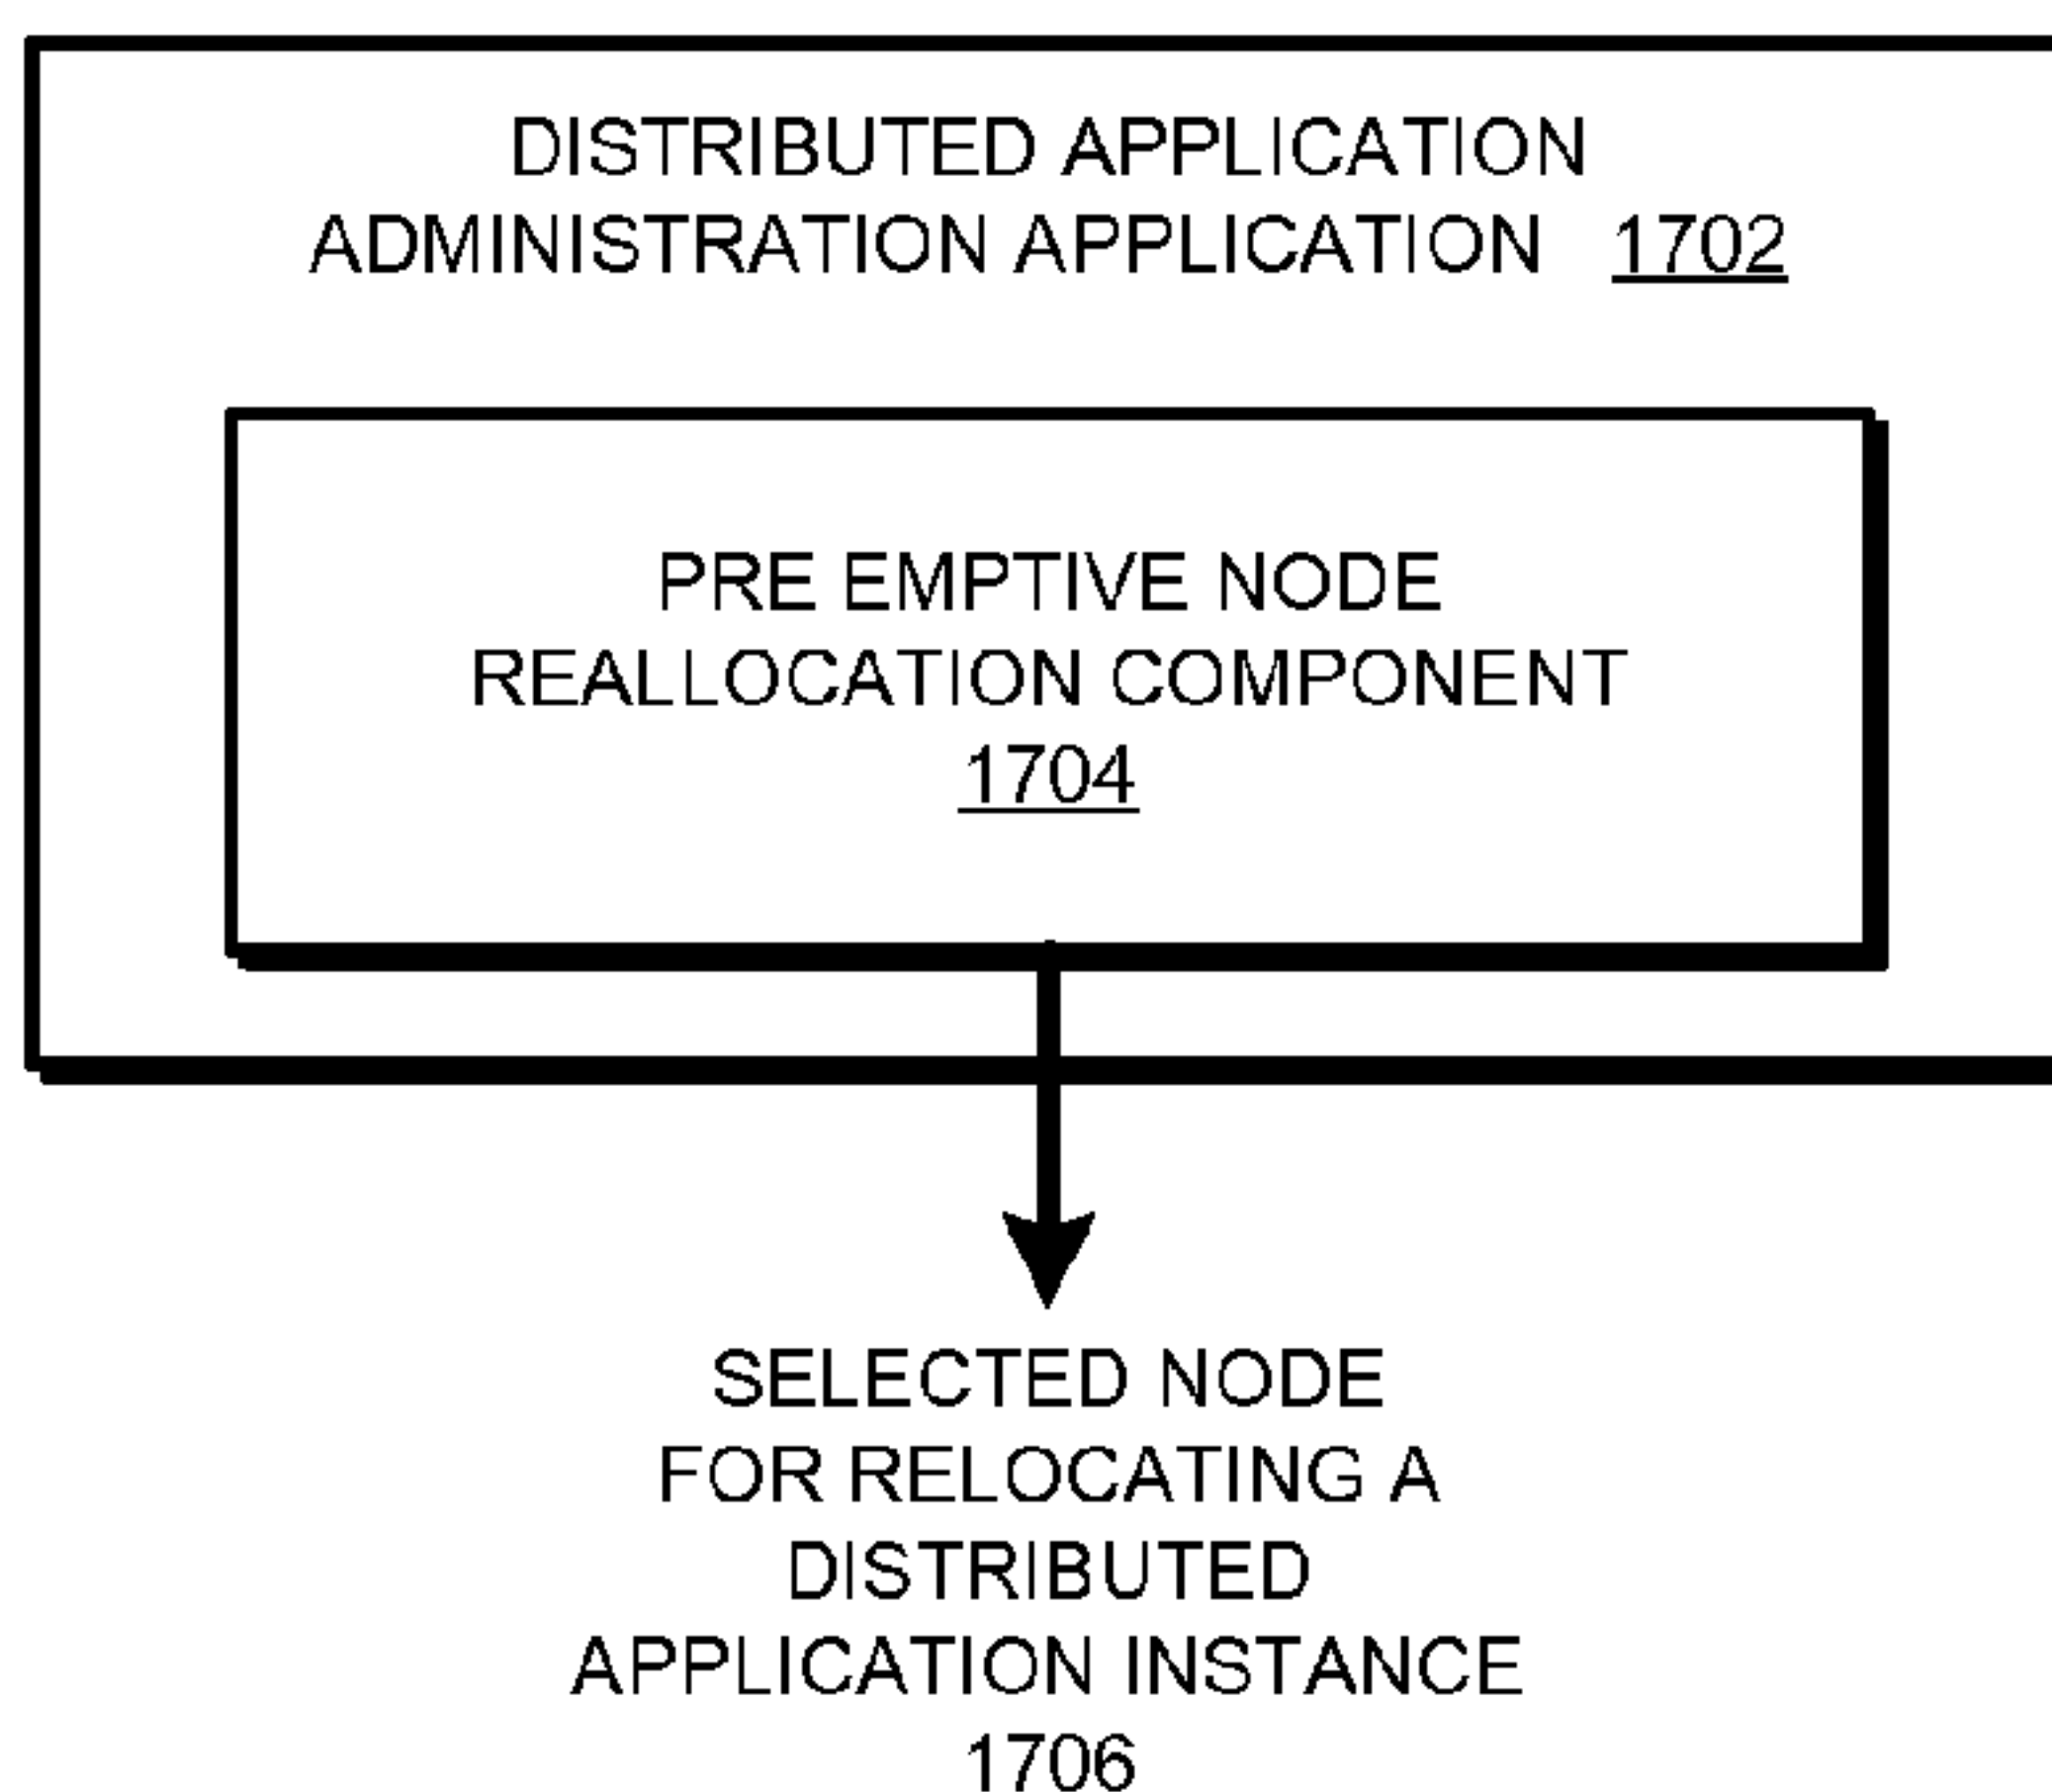 DISTRIBUTED APPLICATION
ADMINISTRATION APPLICATION 1702
PRE EMPTIVE NODE
REALLOCATION COMPONENT
1704
SELECTED NODE
FOR RELOCATING A
DISTRIBUTED
APPLICATION INSTANCE
1706